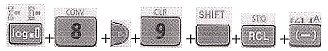 CONV CLR SHIFT STO
log + 8 + + 9 + + RCL + (−)